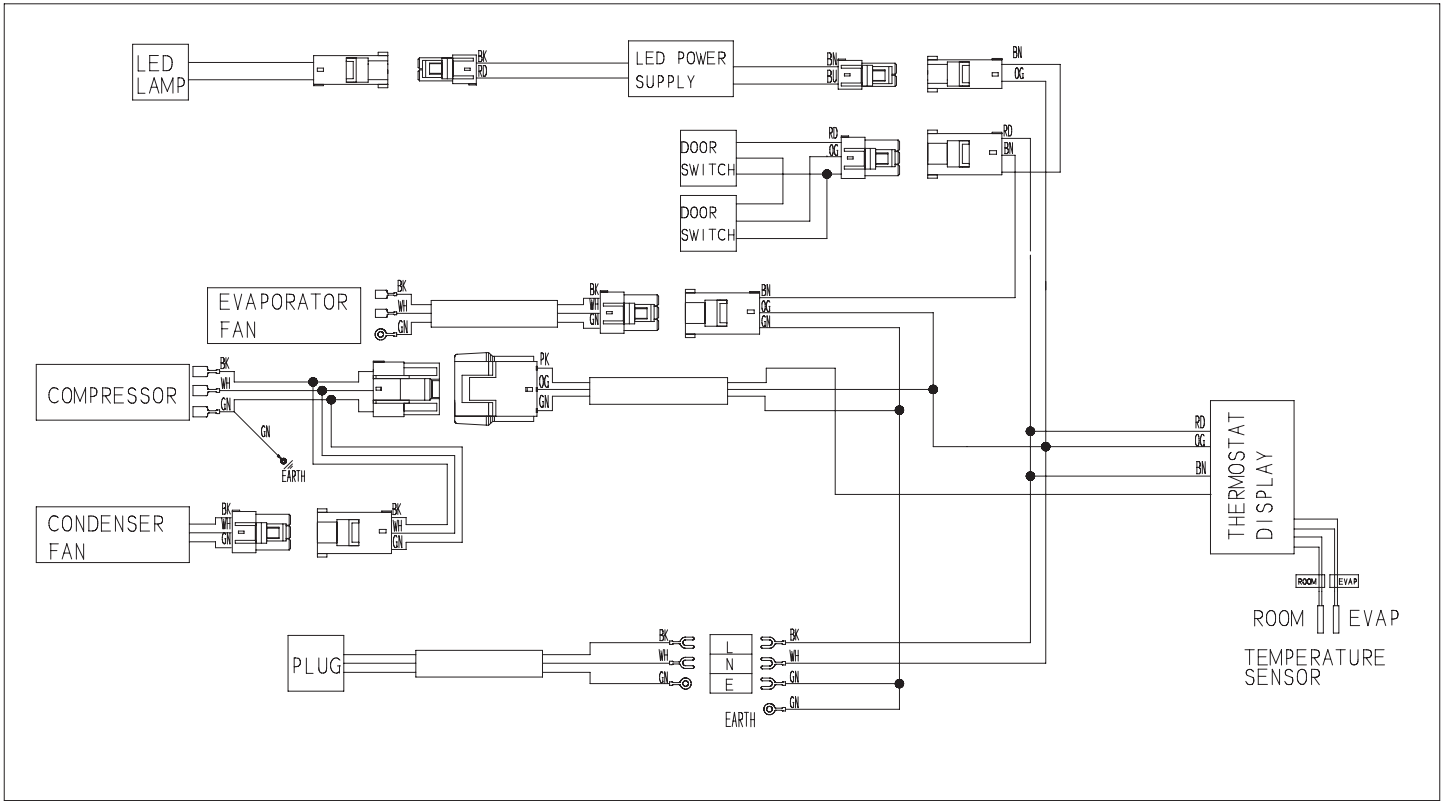 LED
LAMP
BK
RD
LED POWER
SUPPLY
BN
BU
BN
OG
DOOR
SWITCH
RD
OG
RD
BN
DOOR
SWITCH
EVAPORATOR
FAN
BK
WH
GN
BK
WH
GN
BN
OG
GN
COMPRESSOR
BK
WH
GN
GN
EARTH
PK
OG
GN
CONDENSER
FAN
BK
WH
GN
BK
WH
GN
RD
OG
BN
THERMOSTAT
DISPLAY
ROOM
EVAP
ROOM
EVAP
TEMPERATURE
SENSOR
PLUG
BK
WH
GN
L
N
E
BK
WH
GN
GN
EARTH